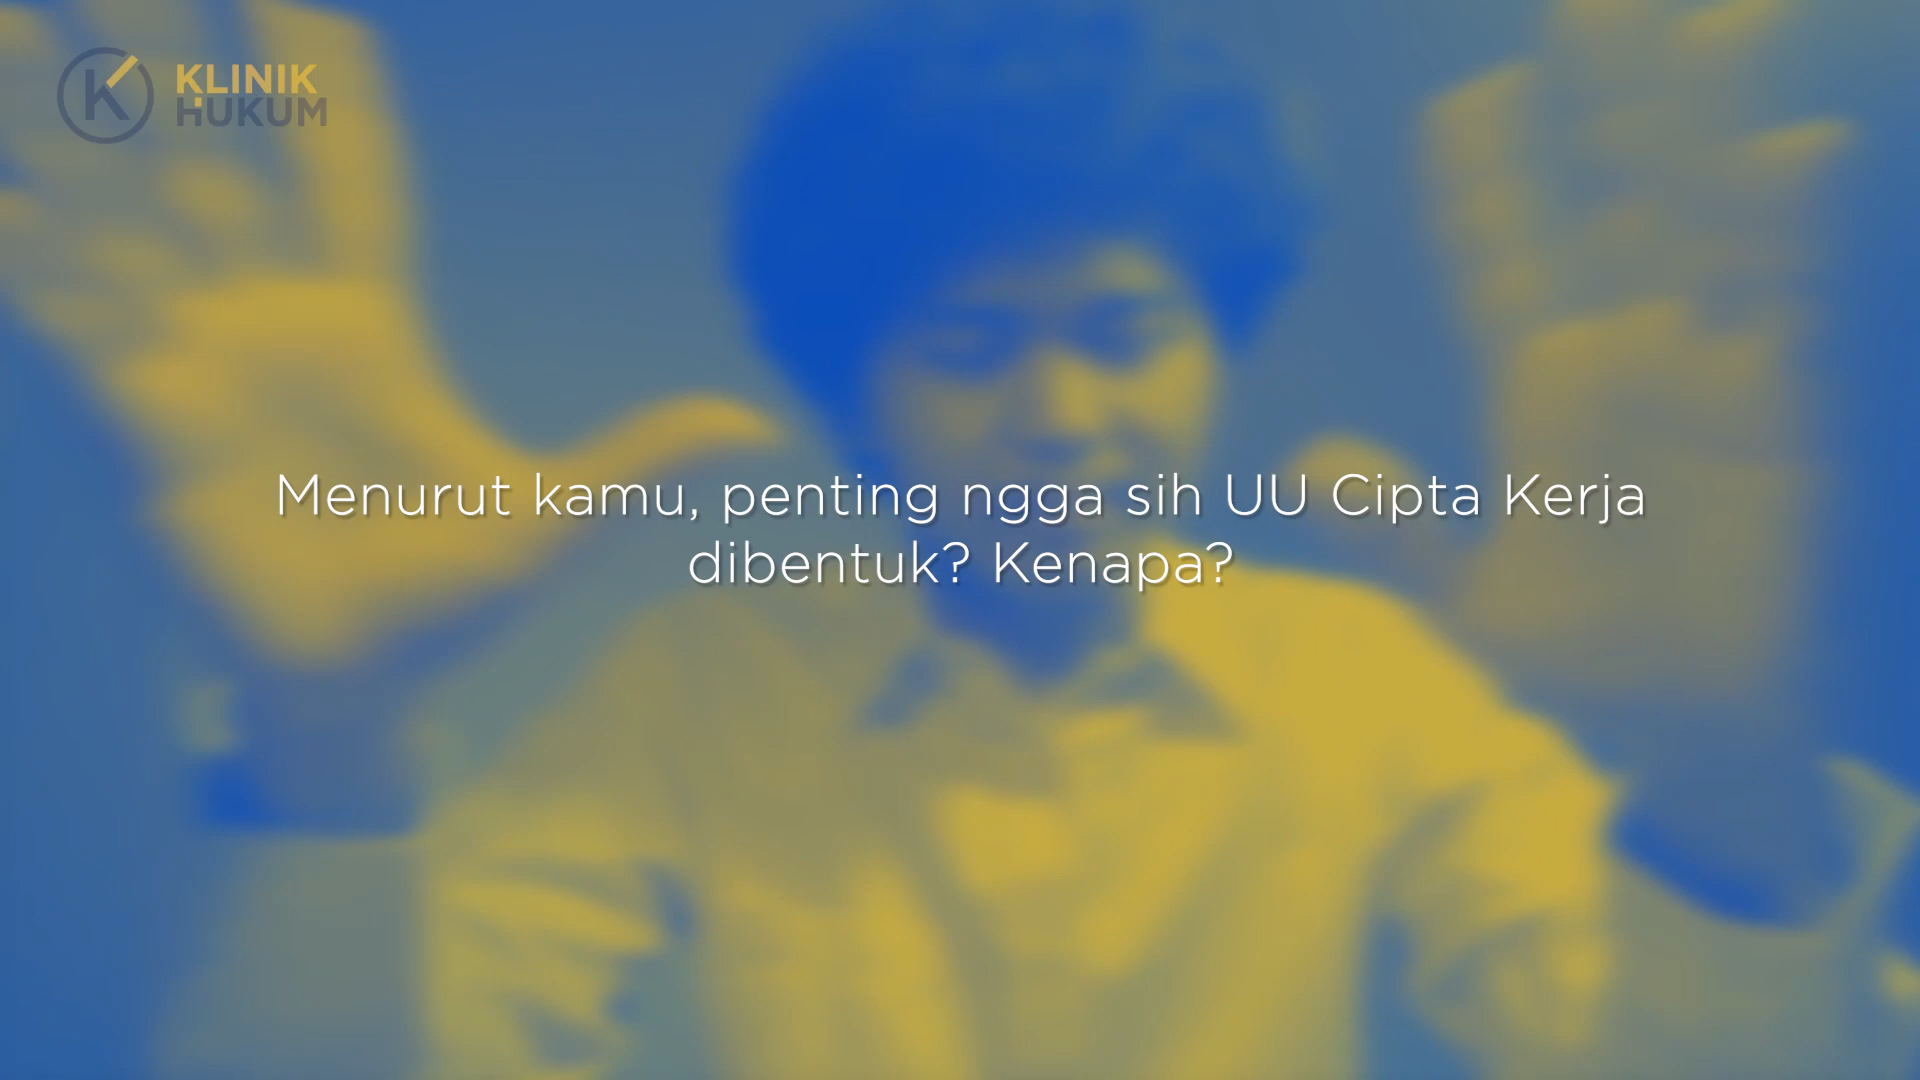 KLINIK
HUKUM
Menurut kamu, penting ngga sih UU Cipta Kerja
dibentuk? Kenapa?